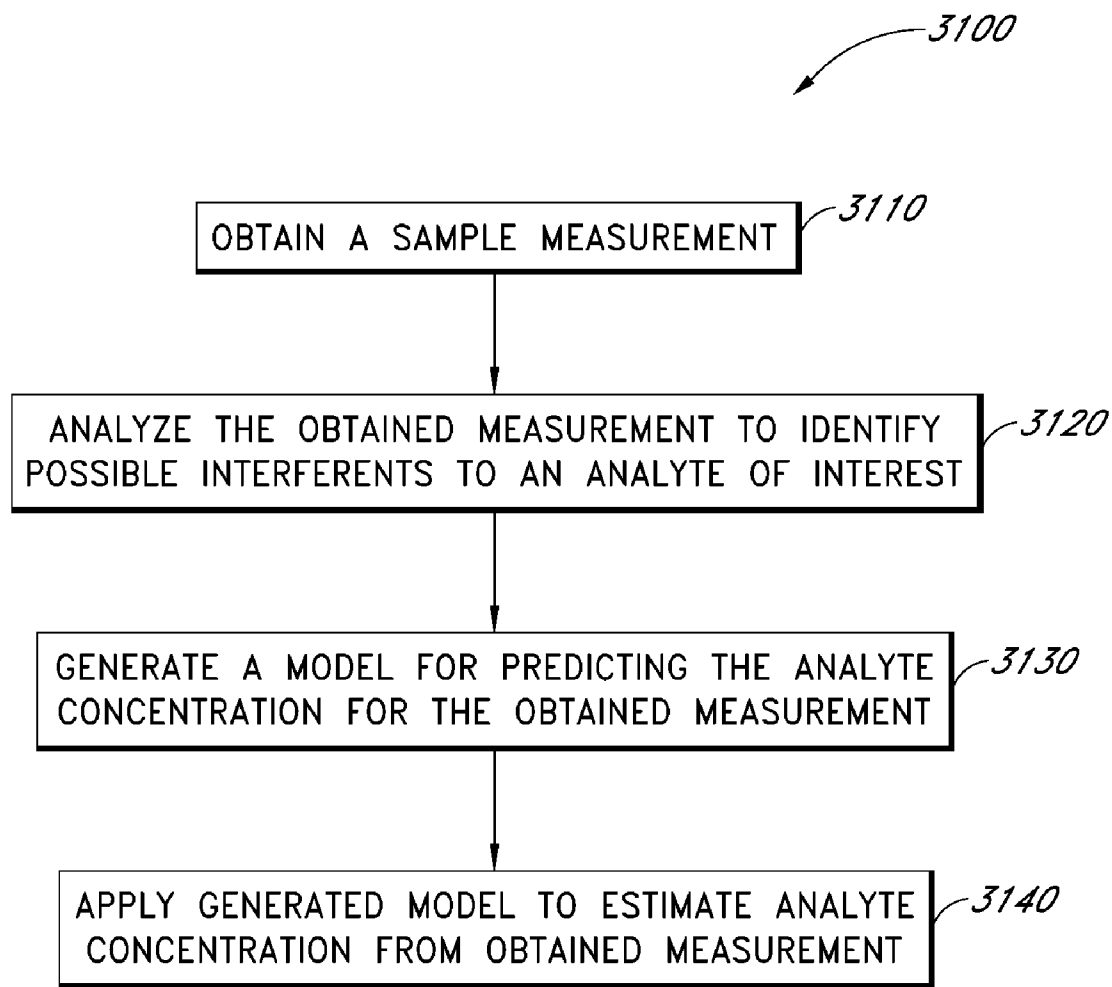 3100
OBTAIN A SAMPLE MEASUREMENT
3110
ANALYZE THE OBTAINED MEASUREMENT TO IDENTIFY
POSSIBLE INTERFERENTS TO AN ANALYTE OF INTEREST
3120
GENERATE A MODEL FOR PREDICTING THE ANALYTE
CONCENTRATION FOR THE OBTAINED MEASUREMENT
3130
APPLY GENERATED MODEL TO ESTIMATE ANALYTE
CONCENTRATION FROM OBTAINED MEASUREMENT
3140